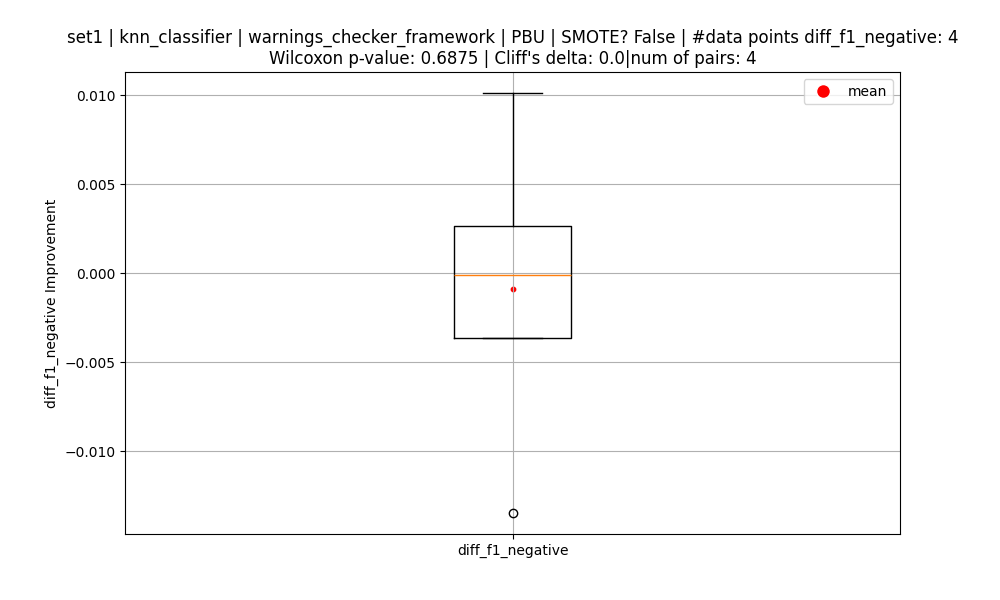 set1 | knn_classifier | warnings_checker_framework | PBU | SMOTE? False | #data points diff_f1_negative: 4
Wilcoxon p-value: 0.6875 | Cliff's delta: 0.0|num of pairs: 4
mean
0.010
0.005
0.000
−0.005
−0.010
diff_f1_negative Improvement
diff_f1_negative